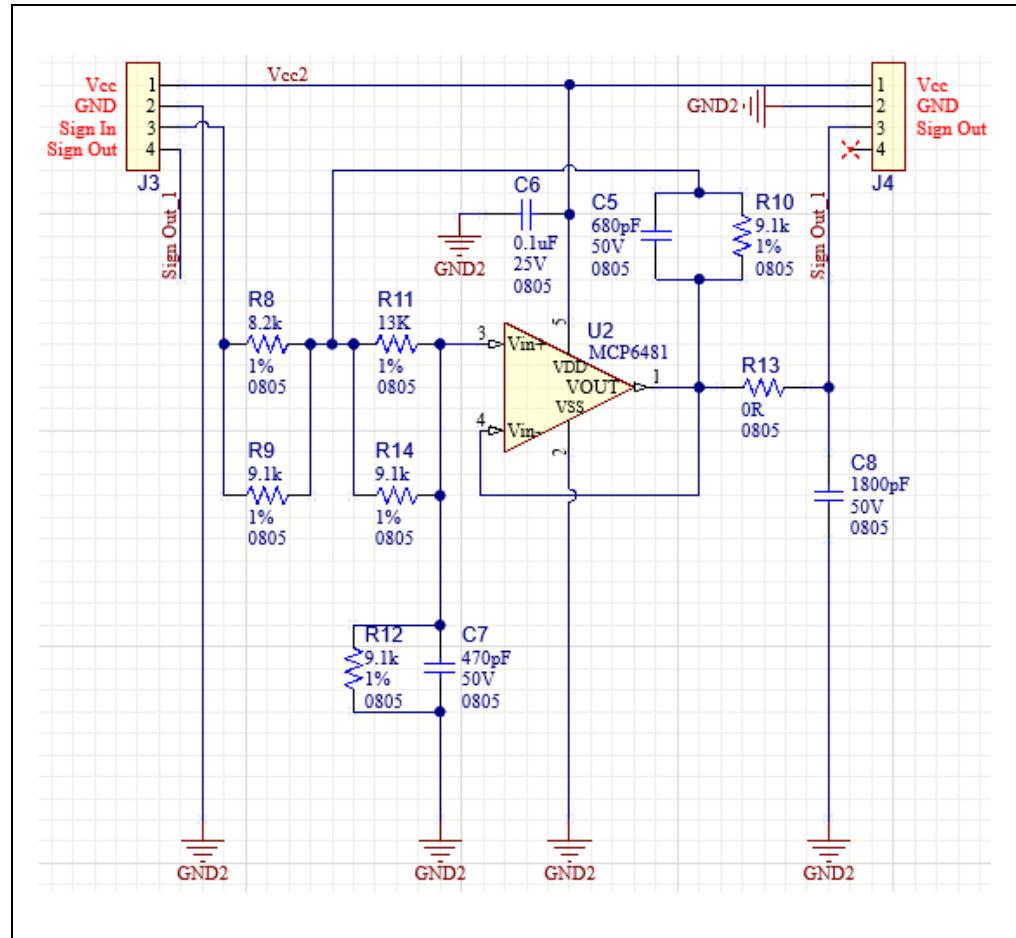 Vcc
GND
Sign In
Sign Out
1
2
3
4
J3
Vcc2
Sign Out_1
GND2
1
2
3
4
Vcc
GND
Sign Out
J4
Sign Out_1
C6
0.1uF
25V
0805
GND2
C5
680pF
50V
0805
R10
9.1k
1%
0805
R8
8.2k
1%
0805
R11
13K
1%
0805
3
Vin+
4
Vin-
5
VDD
VOUT
VSS
2
1
U2
MCP6481
R13
0R
0805
R9
9.1k
1%
0805
R14
9.1k
1%
0805
C8
1800pF
50V
0805
R12
9.1k
1%
0805
C7
470pF
50V
0805
GND2
GND2
GND2
GND2